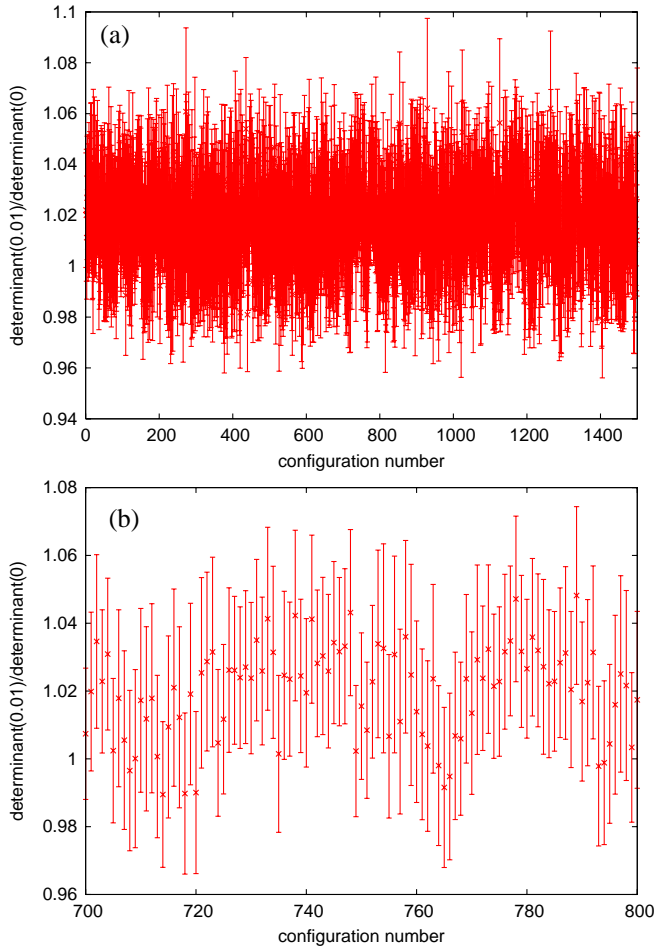 (a)
determinant(0.01)/determinant(0)
1.1
1.08
1.06
1.04
1.02
1
0.98
0.96
0.94
0 200 400 600 800 1000 1200 1400
configuration number
(b)
determinant(0.01)/determinant(0)
1.08
1.06
1.04
1.02
1
0.98
0.96
700 720 740 760 780 800
configuration number